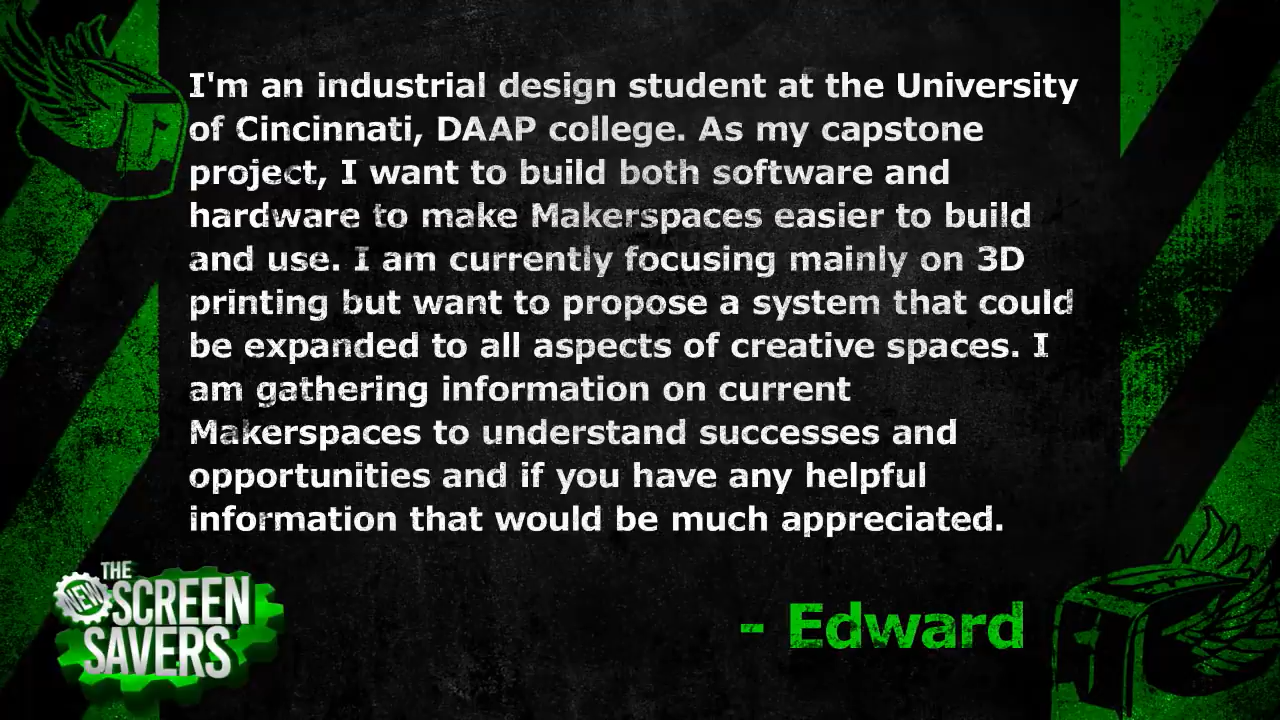 I'm an industrial design student at the University
of Cincinnati, DAAP college. As my capstone
project, I want to build both software and
hardware to make Makerspaces easier to build
and use. I am currently focusing mainly on 3D
printing but want to propose a system that could
be expanded to all aspects of creative spaces. I
am gathering information on current
Makerspaces to understand successes and
opportunities and if you have any helpful
information that would be much appreciated.
- Edward
THE
NEW SCREEN
SAVERS